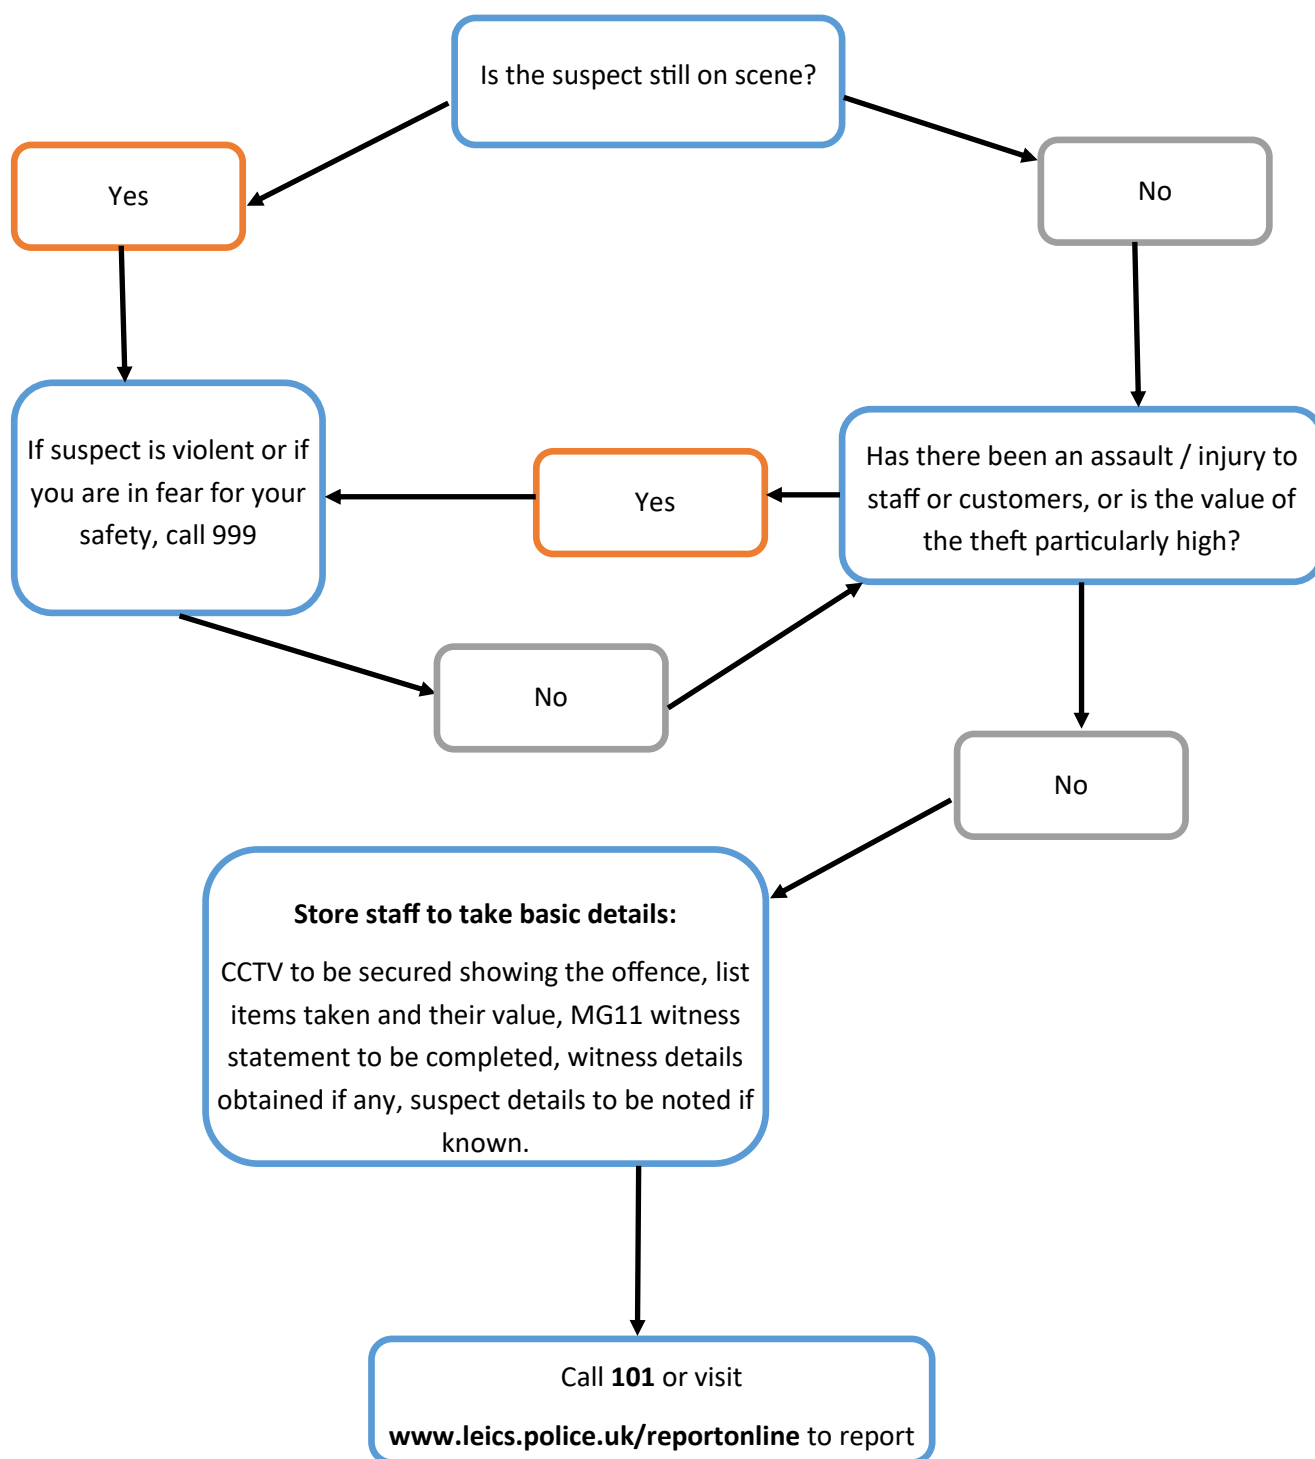 Is the suspect still on scene?
Yes
No
If suspect is violent or if
you are in fear for your
safety, call 999
Yes
Has there been an assault / injury to
staff or customers, or is the value of
the theft particularly high?
No
No
Store staff to take basic details:
CCTV to be secured showing the offence, list
items taken and their value, MG11 witness
statement to be completed, witness details
obtained if any, suspect details to be noted if
known.
Call 101 or visit
www.leics.police.uk/reportonline to report